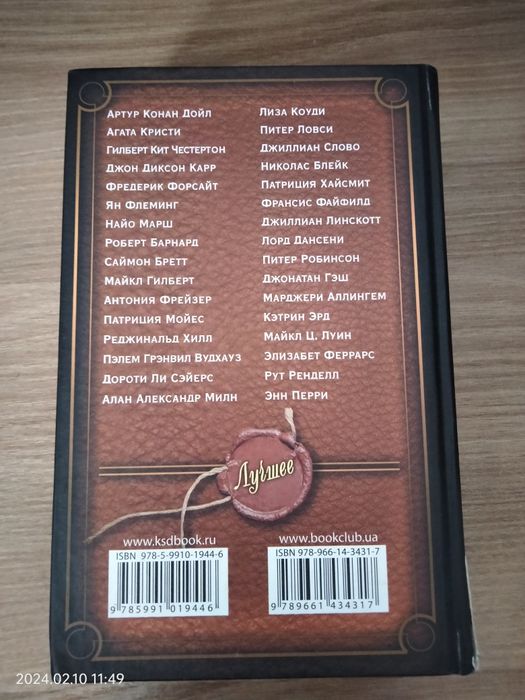 Артур Конан Дойл
Агата Кристи
Гилберт Кит Честертон
Джон Диксон Карр
Фредерик Форсайт
Ян Флеминг
Найо Марш
Роберт Барнард
Саймон Бретт
Майкл Гилберт
Антония Фрейзер
Патриция Мойес
Реджинальд Хилл
Пэлем Грэнвил Вудхауз
Дороти Ли Сэйерс
Алан Александр Милн
Лиза Коуди
Питер Ловси
Джиллиан Слово
Николас Блейк
Патриция Хайсмит
Франсис Файфилд
Джиллиан Линскотт
Лорд Дансени
Питер Робинсон
Джонатан Гэш
Марджери Аллингем
Кэтрин Эрд
Майкл Ц. Луин
Элизабет Феррарс
Рут Ренделл
Энн Перри
Лучшее
www.ksdbook.ru
ISBN 978-5-9910-1944-6
9 785991 019446
www.bookclub.ua
ISBN 978-966-14-3431-7
9 789661 434317
2024.02.10 11:49